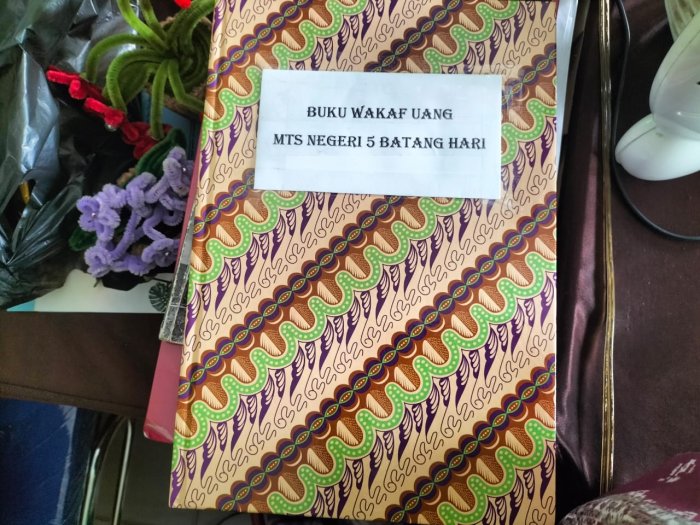 BUKU WAKAF UANG
MTS NEGERI 5 BATANG HARI